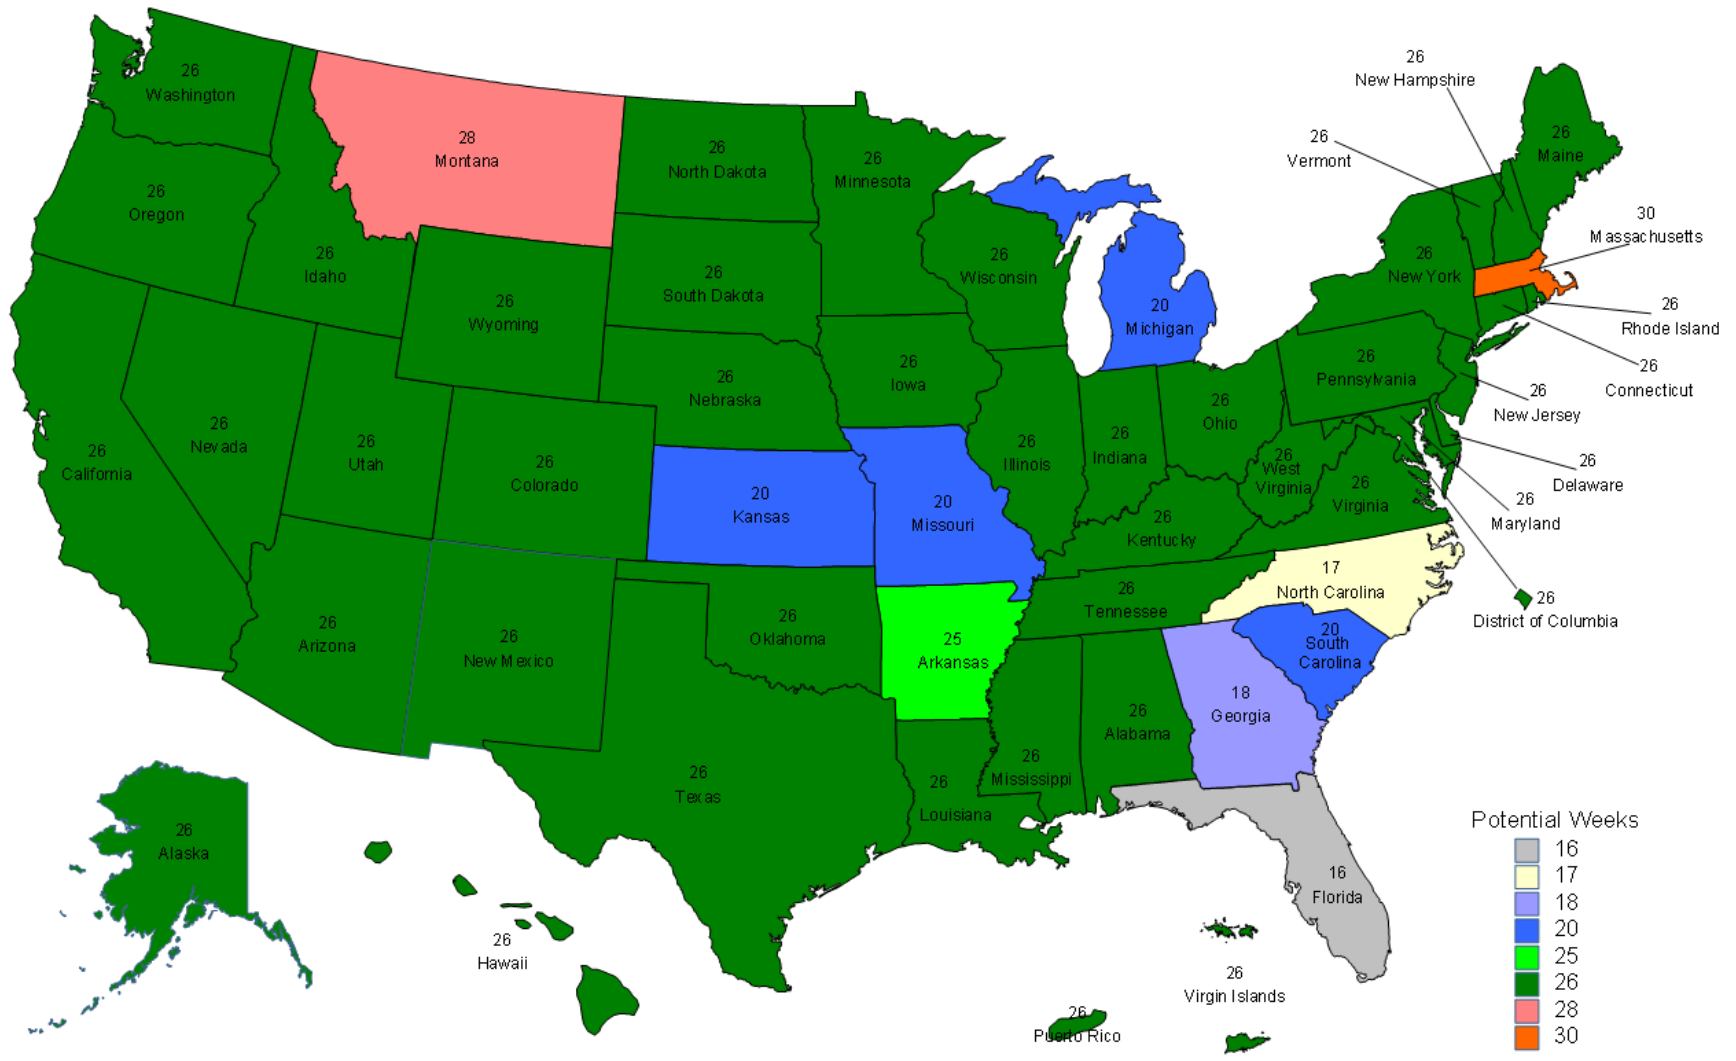 26
Washington
26
Oregon
26
California
26
Nevada
26
Idaho
28
Montana
26
Wyoming
26
Utah
26
Colorado
26
Arizona
26
New Mexico
26
North Dakota
26
South Dakota
26
Nebraska
20
Kansas
26
Oklahoma
26
Texas
26
Minnesota
26
Iowa
20
Missouri
25
Arkansas
26
Louisiana
26
Wisconsin
26
Illinois
20
Michigan
26
Indiana
26
Ohio
26
Kentucky
26
Tennessee
26
Mississippi
26
Alabama
18
Georgia
16
Florida
20
South
Carolina
17
North Carolina
26
Virginia
26
West
Virginia
26
Pennsylvania
26
New York
26
Vermont
26
New Hampshire
26
Maine
30
Massachusetts
26
Rhode Island
26
Connecticut
26
New Jersey
26
Delaware
26
Maryland
26
District of Columbia
26
Alaska
26
Hawaii
26
Puerto Rico
26
Virgin Islands
Potential Weeks
16
17
18
20
25
26
28
30